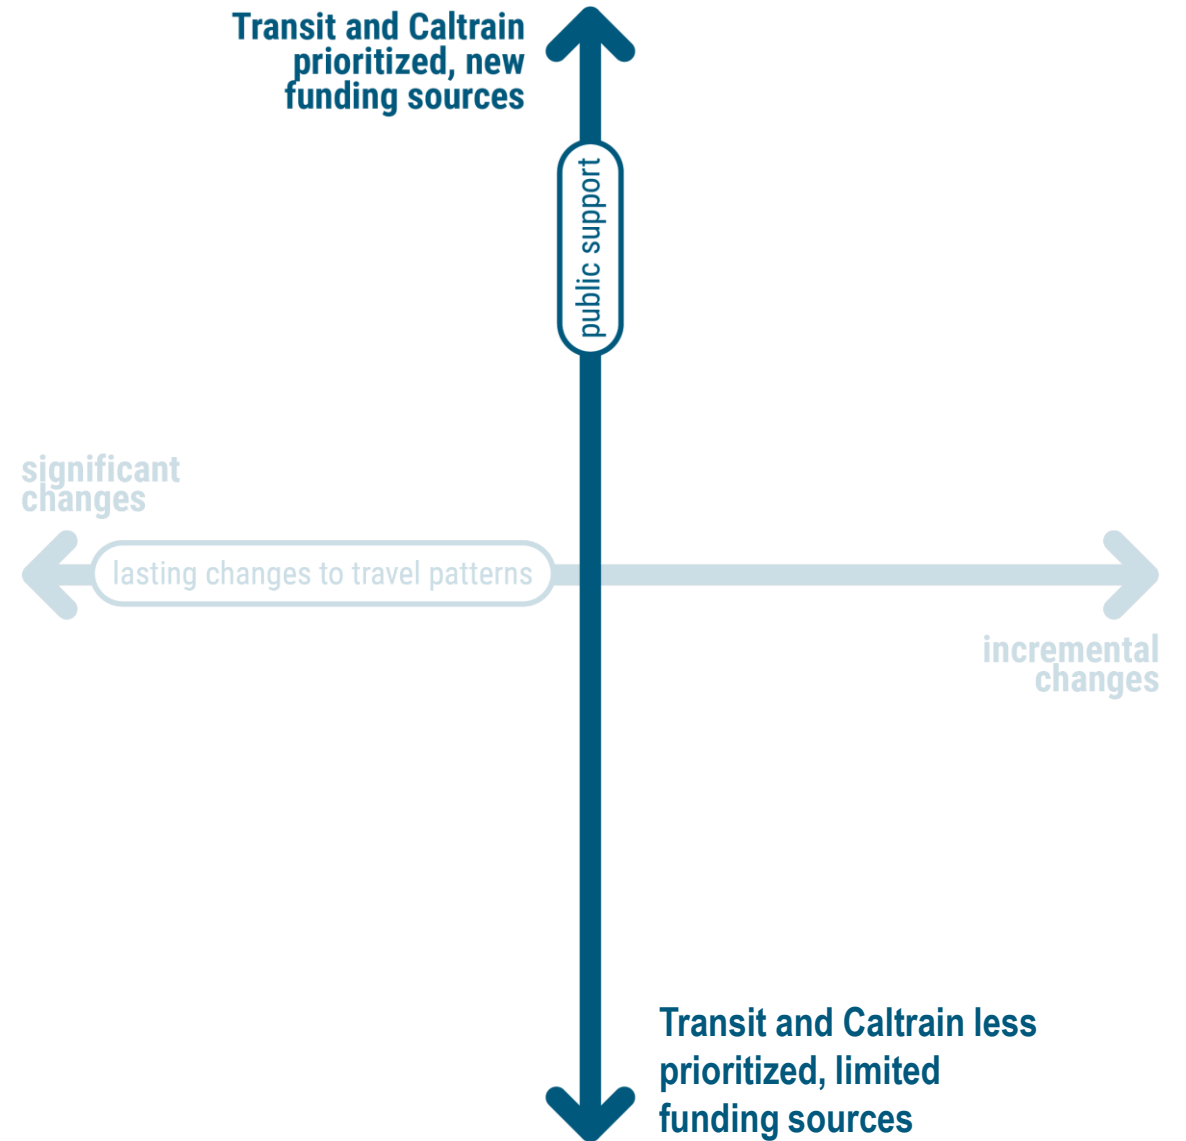 Transit and Caltrain
prioritized, new
funding sources
public support
significant
changes
lasting changes to travel patterns
incremental
changes
Transit and Caltrain less
prioritized, limited
funding sources